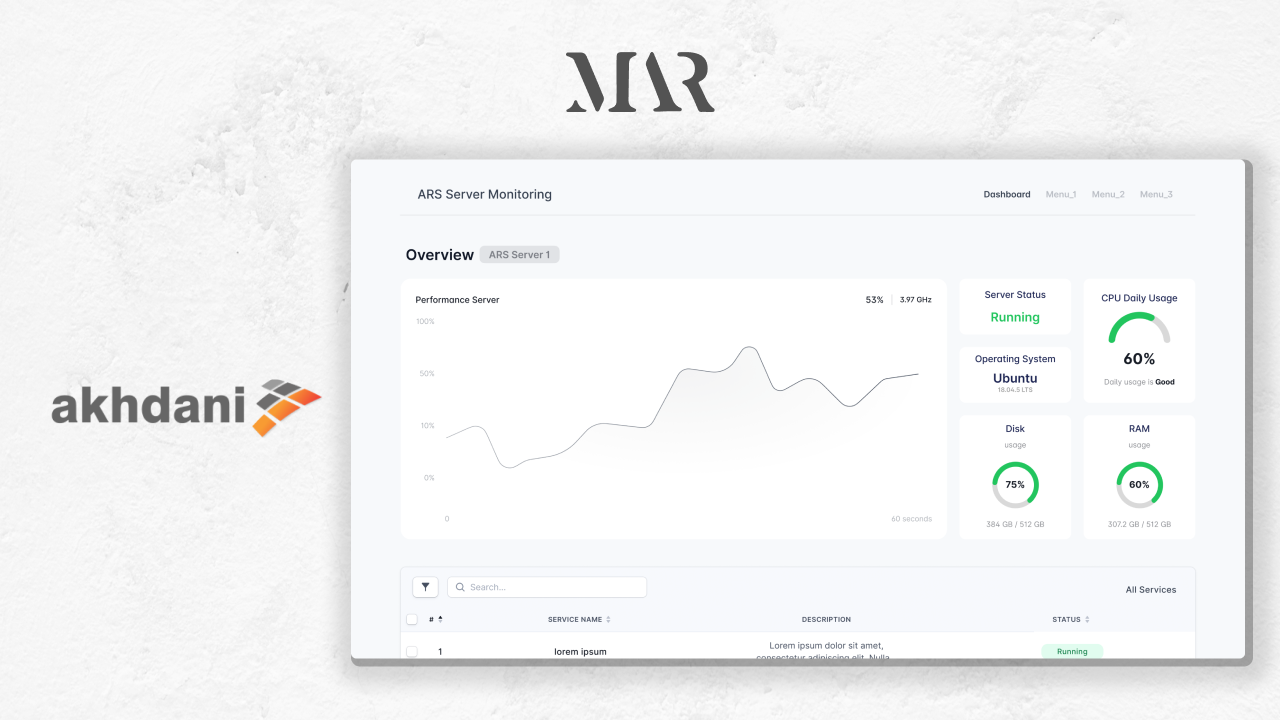 MAR
akhdani
ARS Server Monitoring
Dashboard Menu_1 Menu_2 Menu_3
Overview ARS Server 1
Performance Server
53% 3.97 GHz
100%
50%
10%
0%
0
60 seconds
Server Status
Running
Operating System
Ubuntu
18.04.5 LTS
CPU Daily Usage
60%
Daily usage is Good
Disk
usage
75%
384 GB / 512 GB
RAM
usage
60%
307.2 GB / 512 GB
Search...
All Services
# SERVICE NAME DESCRIPTION STATUS
1 lorem ipsum Lorem ipsum dolor sit amet, Running
consectetur adipiscing elit. Nulla